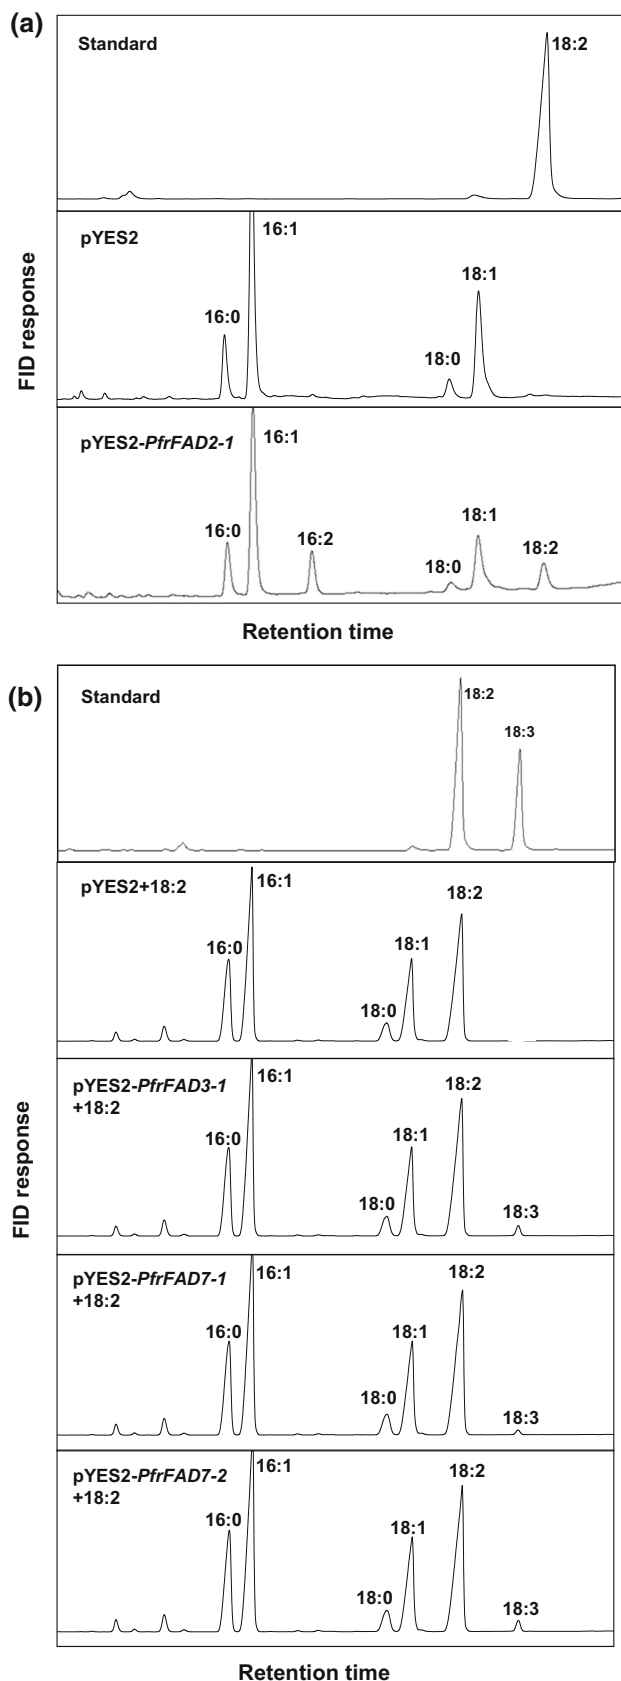 (a)
Standard
18:2
pYES2
16:0
16:1
18:0
18:1
pYES2-PfrFAD2-1
16:0
16:1
16:2
18:0
18:1
18:2
FID response
Retention time
(b)
Standard
18:2
18:3
pYES2+18:2
16:0
16:1
18:0
18:1
18:2
pYES2-PfrFAD3-1
+18:2
16:0
16:1
18:0
18:1
18:2
18:3
pYES2-PfrFAD7-1
+18:2
16:0
16:1
18:0
18:1
18:2
18:3
pYES2-PfrFAD7-2
+18:2
16:0
16:1
18:0
18:1
18:2
18:3
FID response
Retention time